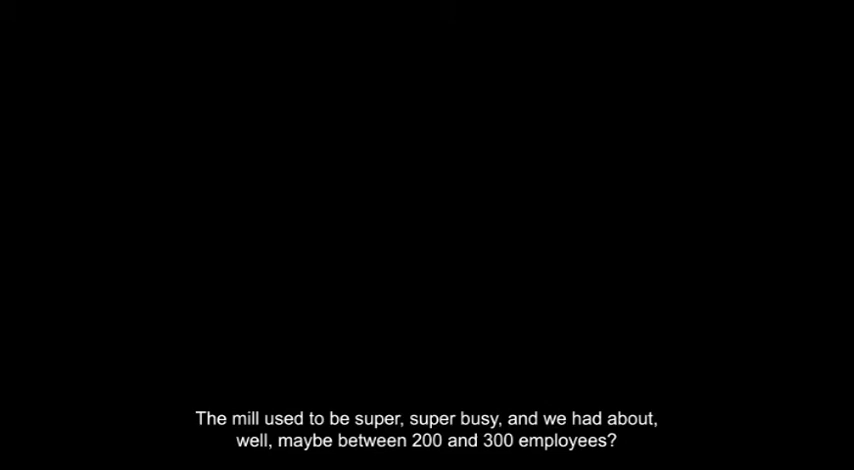 The mill used to be super, super busy, and we had about,
well, maybe between 200 and 300 employees?